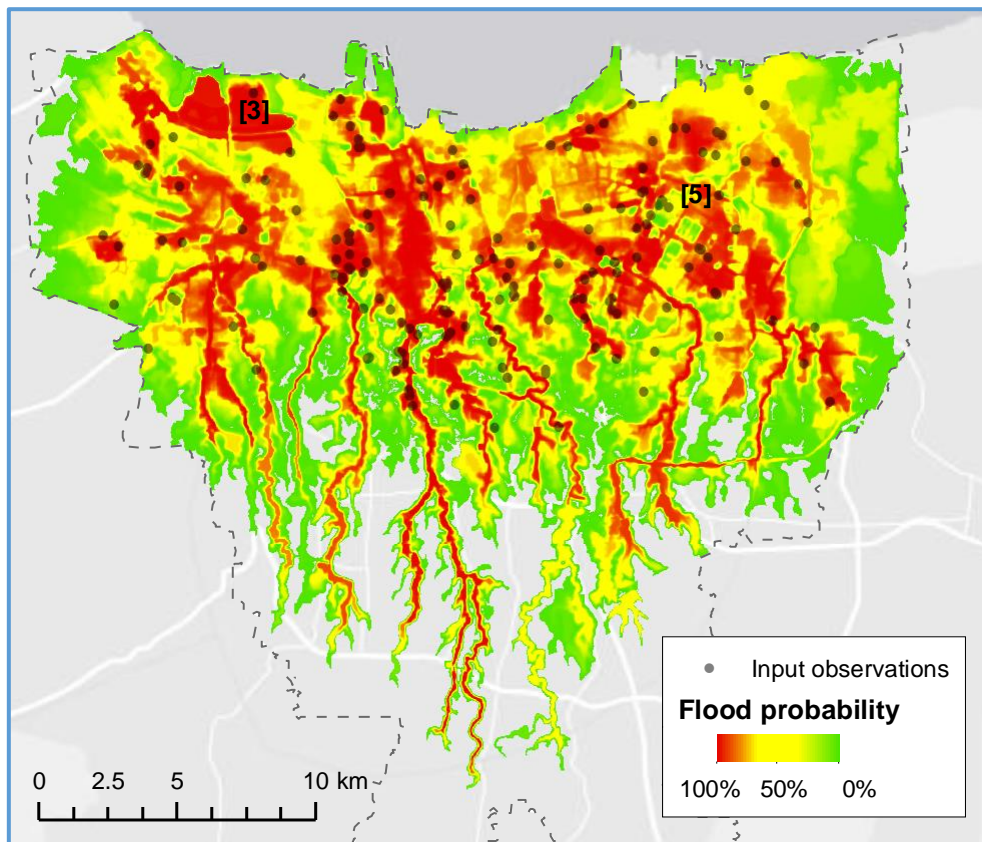 [3]
[5]
Input observations
Flood probability
100% 50% 0%
0 2.5 5 10 km